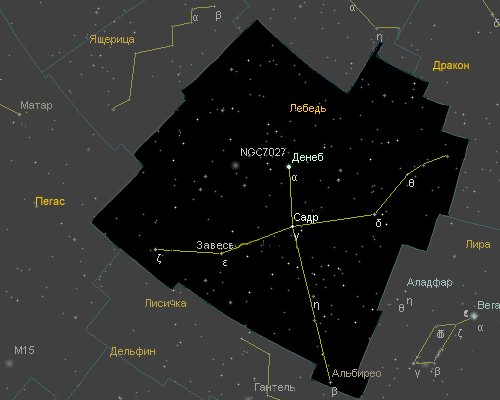 α β
Ящерица
η
δ
Дракон
Матар
Лебедь
NGC7027
Денеб
α
θ
Пегас
Садр
γ
δ
Завесь
ζ
ε
Лира
Аладфар
Лисичка
η
θ η
Вега
ε
α
ζ
M15
Дельфин
γ β
Альбирео
Гантель
β